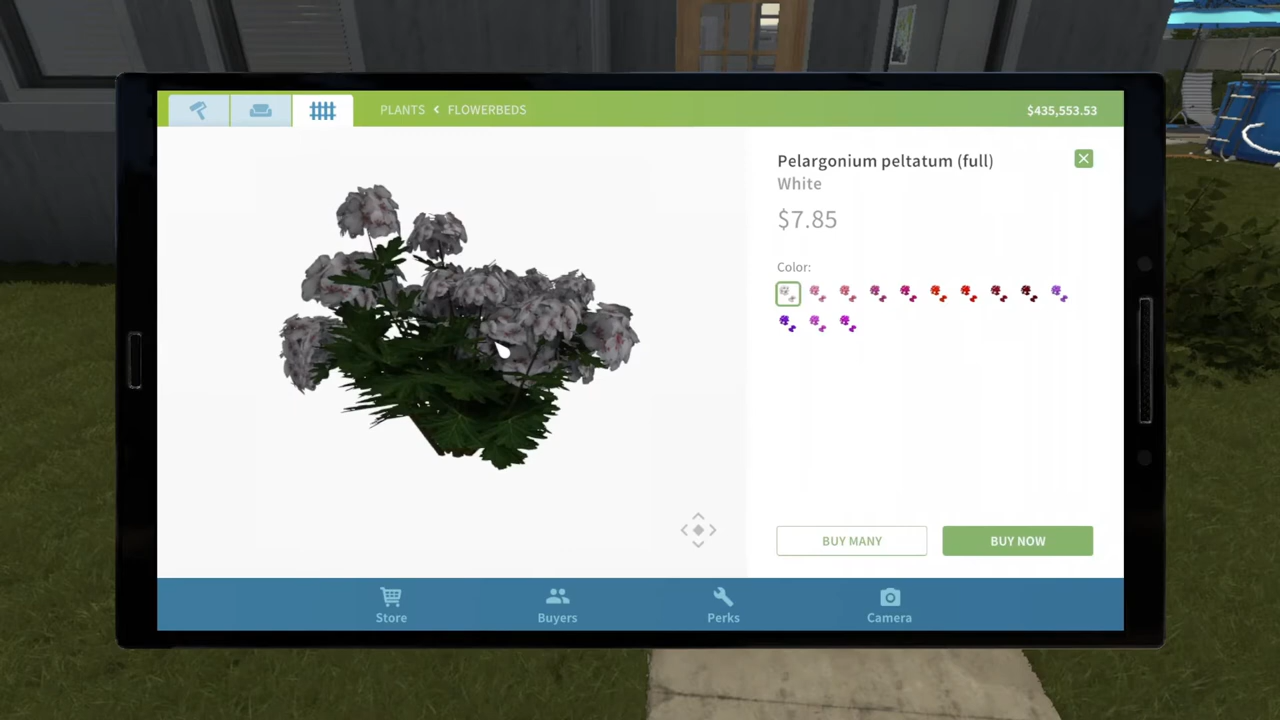 PLANTS < FLOWERBEDS
$435,553.53
Pelargonium peltatum (full)
White
$7.85
Color:
BUY MANY
BUY NOW
Store
Buyers
Perks
Camera